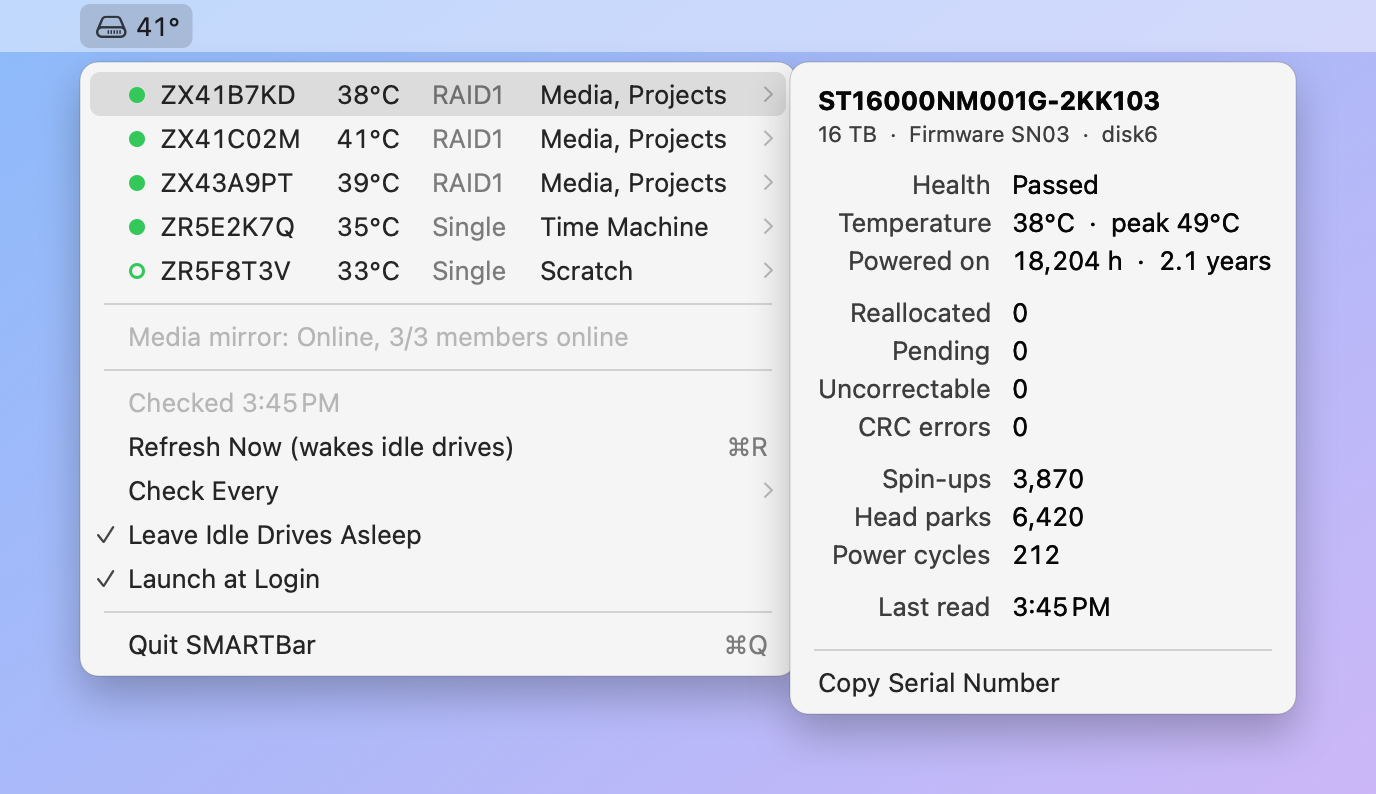 41°
ZX41B7KD 38°C RAID1 Media, Projects
ZX41C02M 41°C RAID1 Media, Projects
ZX43A9PT 39°C RAID1 Media, Projects
ZR5E2K7Q 35°C Single Time Machine
ZR5F8T3V 33°C Single Scratch
Media mirror: Online, 3/3 members online
Checked 3:45 PM
Refresh Now (wakes idle drives) ⌘R
Check Every
Leave Idle Drives Asleep
Launch at Login
Quit SMARTBar ⌘Q
ST16000NM001G-2KK103
16 TB · Firmware SN03 · disk6
Health Passed
Temperature 38°C · peak 49°C
Powered on 18,204 h · 2.1 years
Reallocated 0
Pending 0
Uncorrectable 0
CRC errors 0
Spin-ups 3,870
Head parks 6,420
Power cycles 212
Last read 3:45 PM
Copy Serial Number